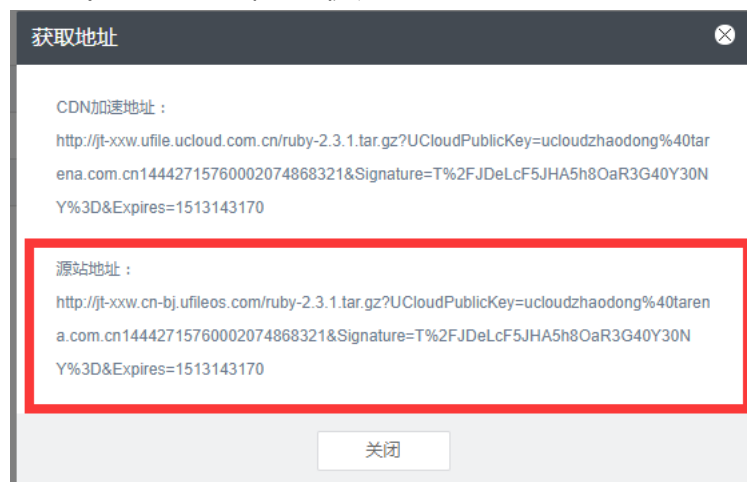 获取地址
CDN加速地址：
http://jt-xxw.ufile.ucloud.com.cn/ruby-2.3.1.tar.gz?UCloudPublicKey=ucloudzhaodong%40tar
ena.com.cn14442715760002074868321&Signature=T%2FJDeLcF5JHA5h8OaR3G40Y30N
Y%3D&Expires=1513143170
源站地址：
http://jt-xxw.cn-bj.ufileos.com/ruby-2.3.1.tar.gz?UCloudPublicKey=ucloudzhaodong%40taren
a.com.cn14442715760002074868321&Signature=T%2FJDeLcF5JHA5h8OaR3G40Y30N
Y%3D&Expires=1513143170
关闭